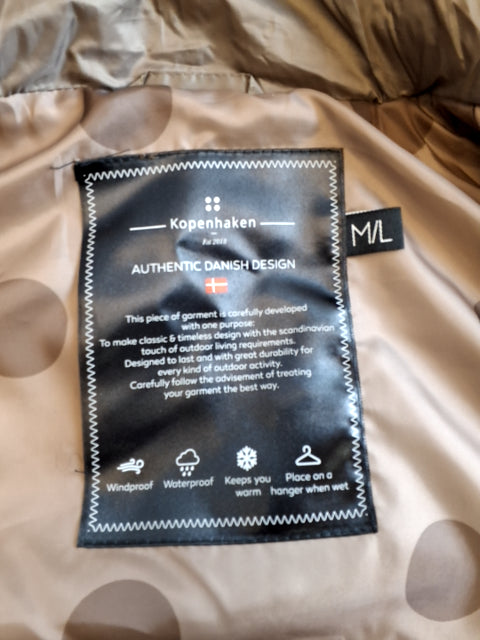 Kopenhaken
Est 2018
AUTHENTIC DANISH DESIGN
M/L
This piece of garment is carefully developed
with one purpose:
To make classic & timeless design with the scandinavian
touch of outdoor living requirements.
Designed to last and with great durability for
every kind of outdoor activity.
Carefully follow the advisement of treating
your garment the best way.
Windproof
Waterproof
Keeps you
warm
Place on a
hanger when wet